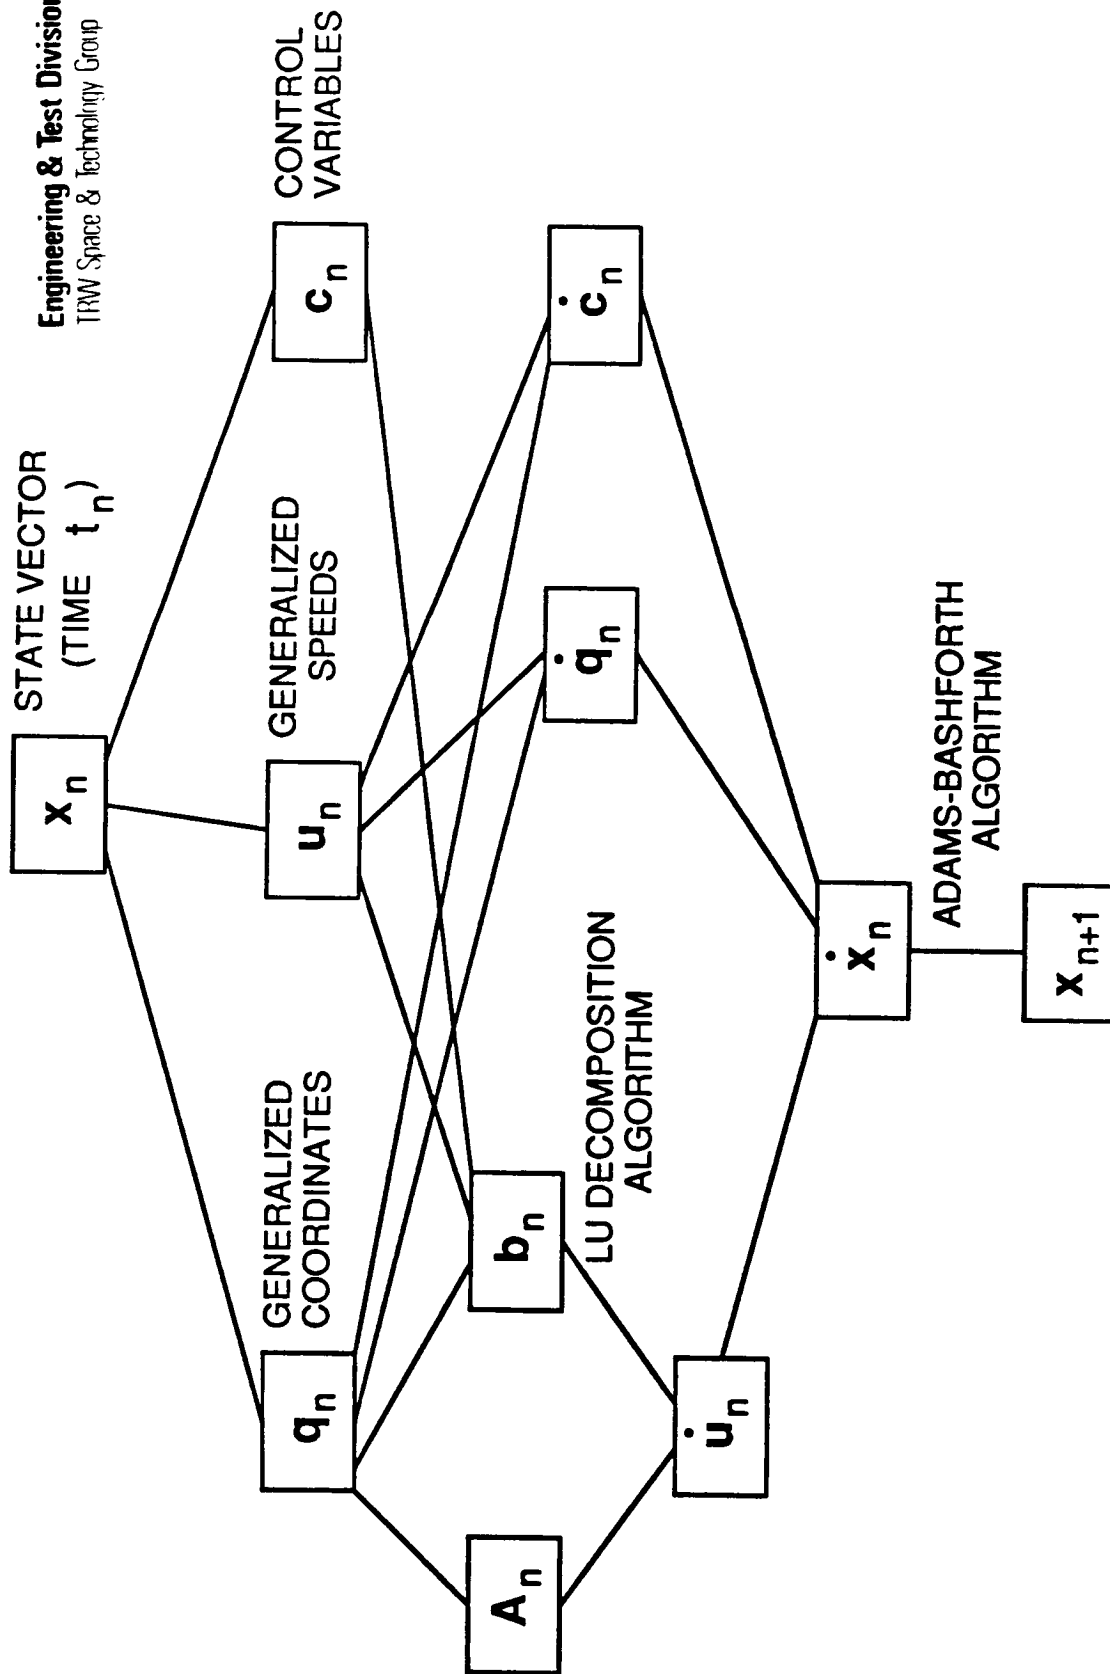 Engineering & Test Division
TRW Space & Technology Group
STATE VECTOR
(TIME t_n)
x_n
GENERALIZED
COORDINATES
GENERALIZED
SPEEDS
CONTROL
VARIABLES
q_n
u_n
c_n
A_n
b_n
q̇_n
ċ_n
LU DECOMPOSITION
ALGORITHM
u̇_n
ẋ_n
ADAMS-BASHFORTH
ALGORITHM
x_{n+1}